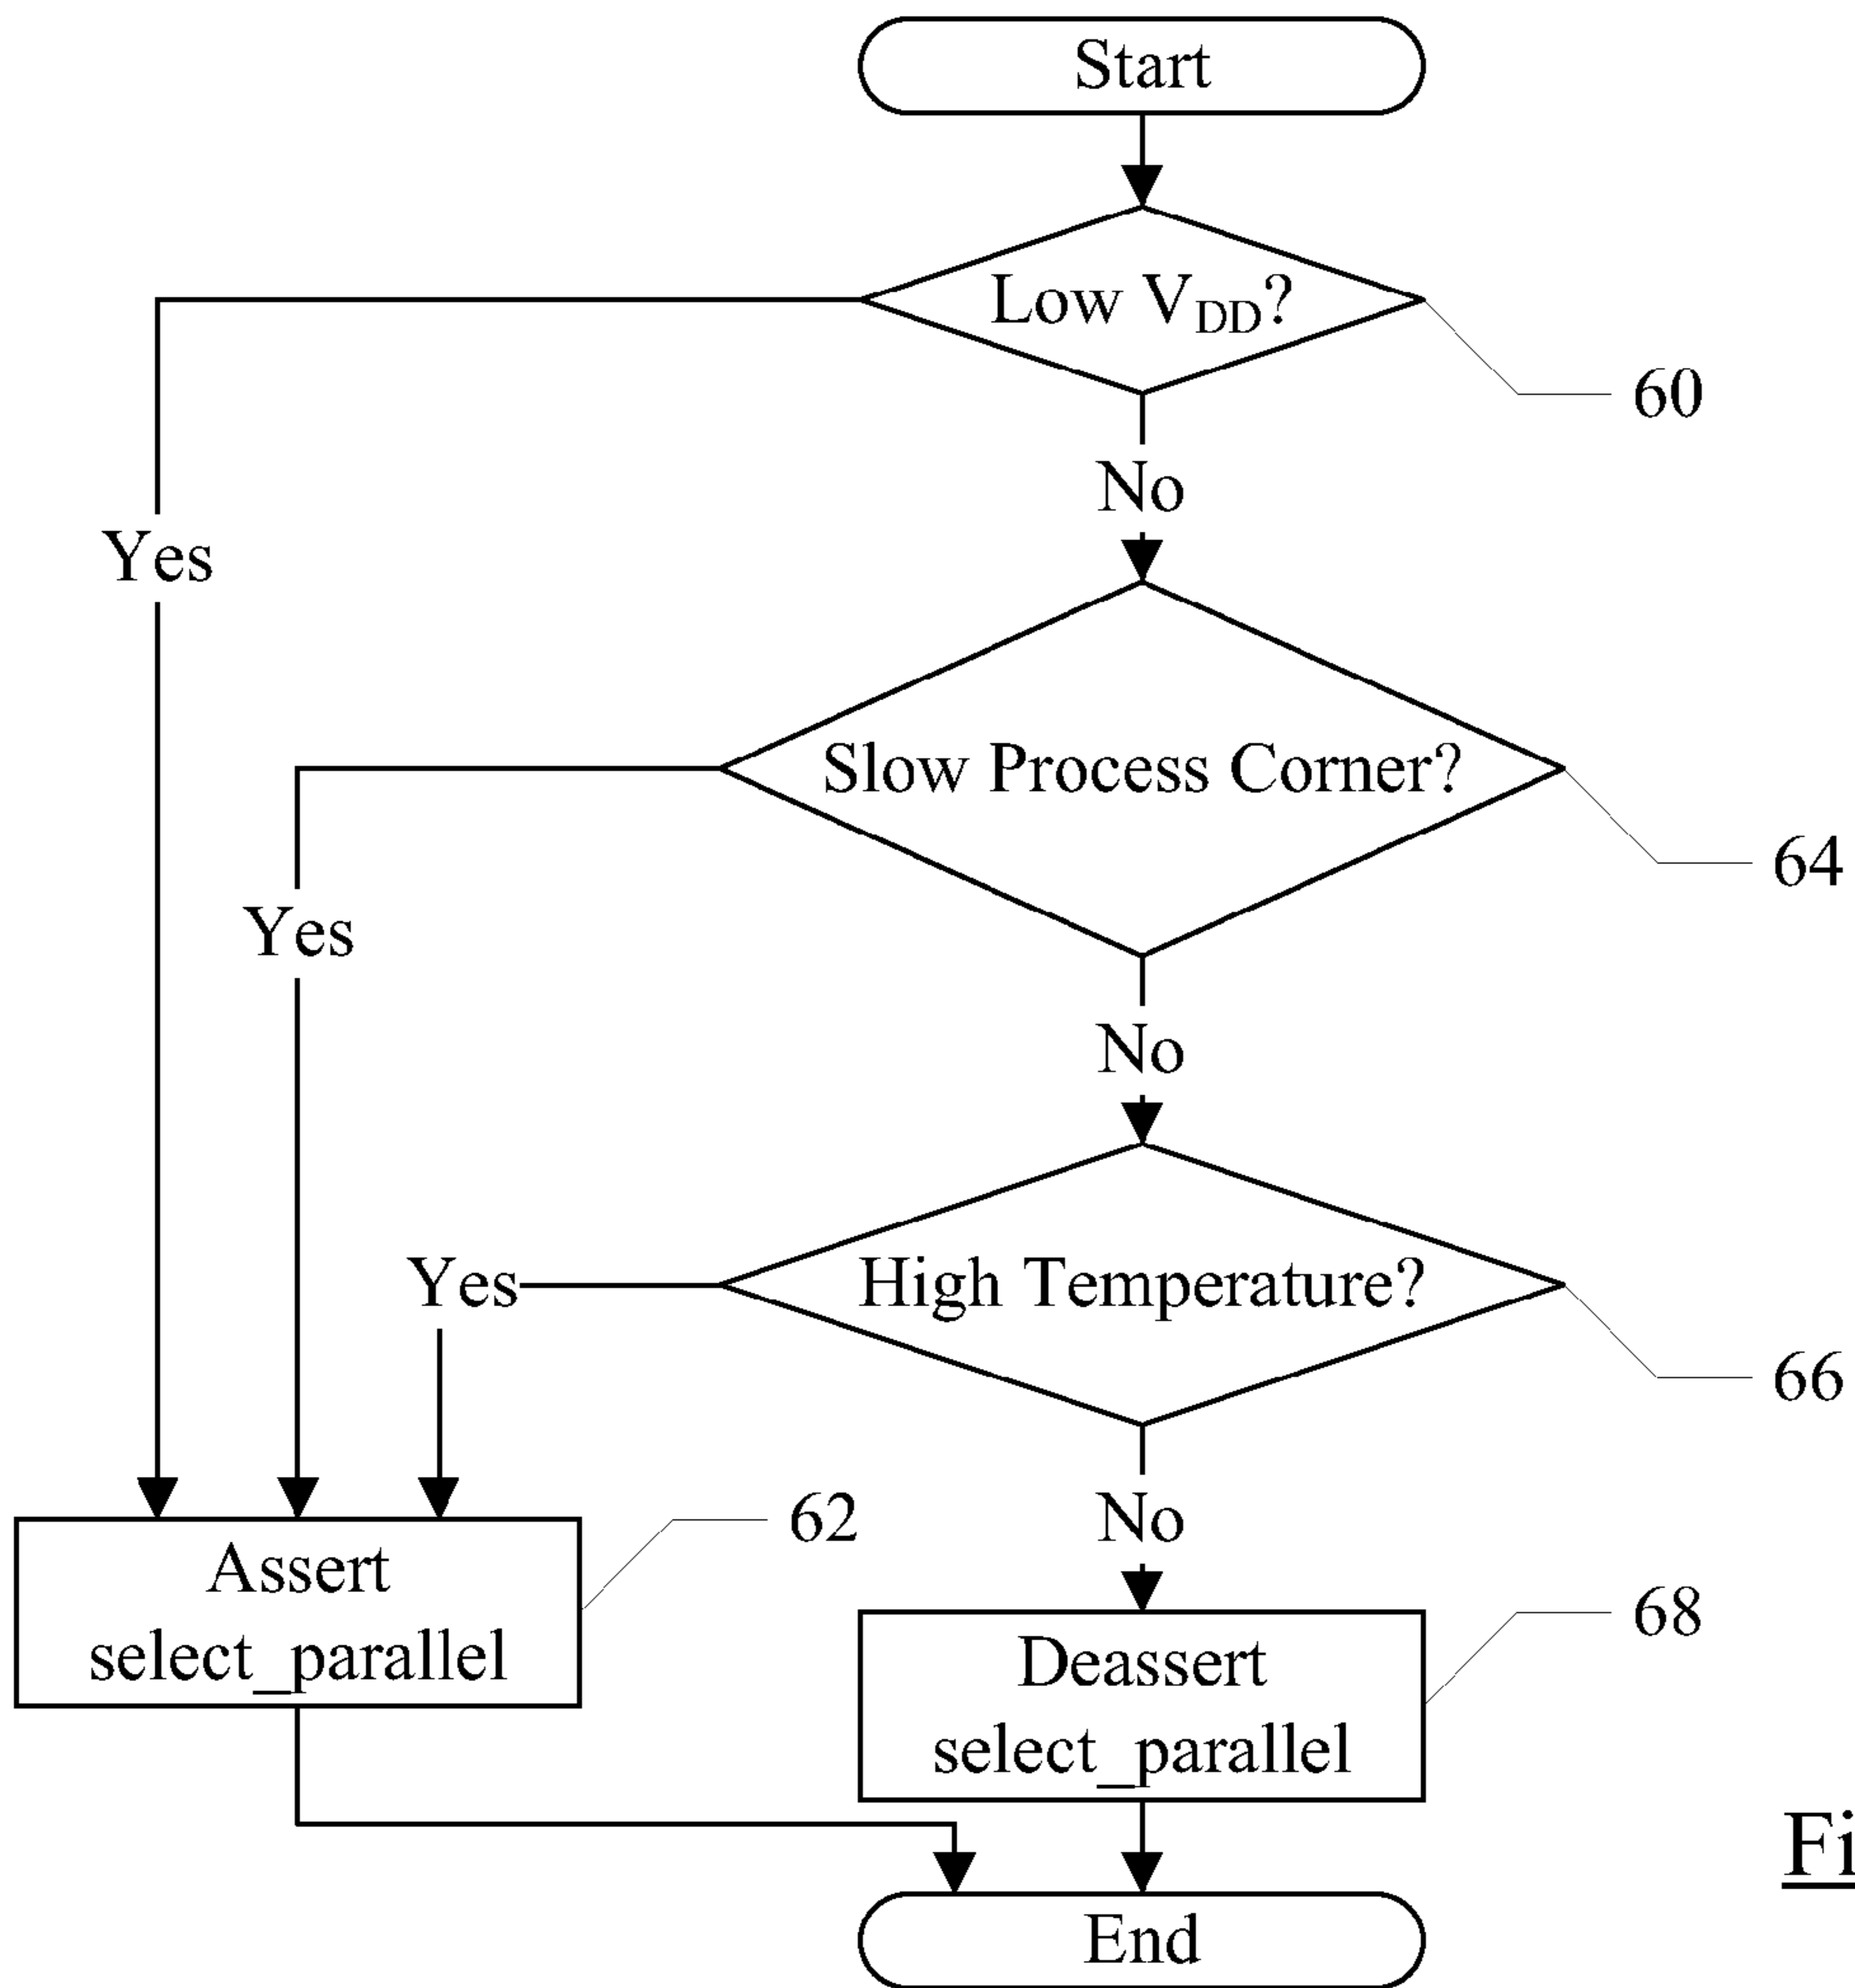 Start
Low VDD?
60
No
Yes
Slow Process Corner?
64
Yes
No
High Temperature?
Yes
66
62
No
Assert
select_parallel
68
Deassert
select_parallel
Fi
End